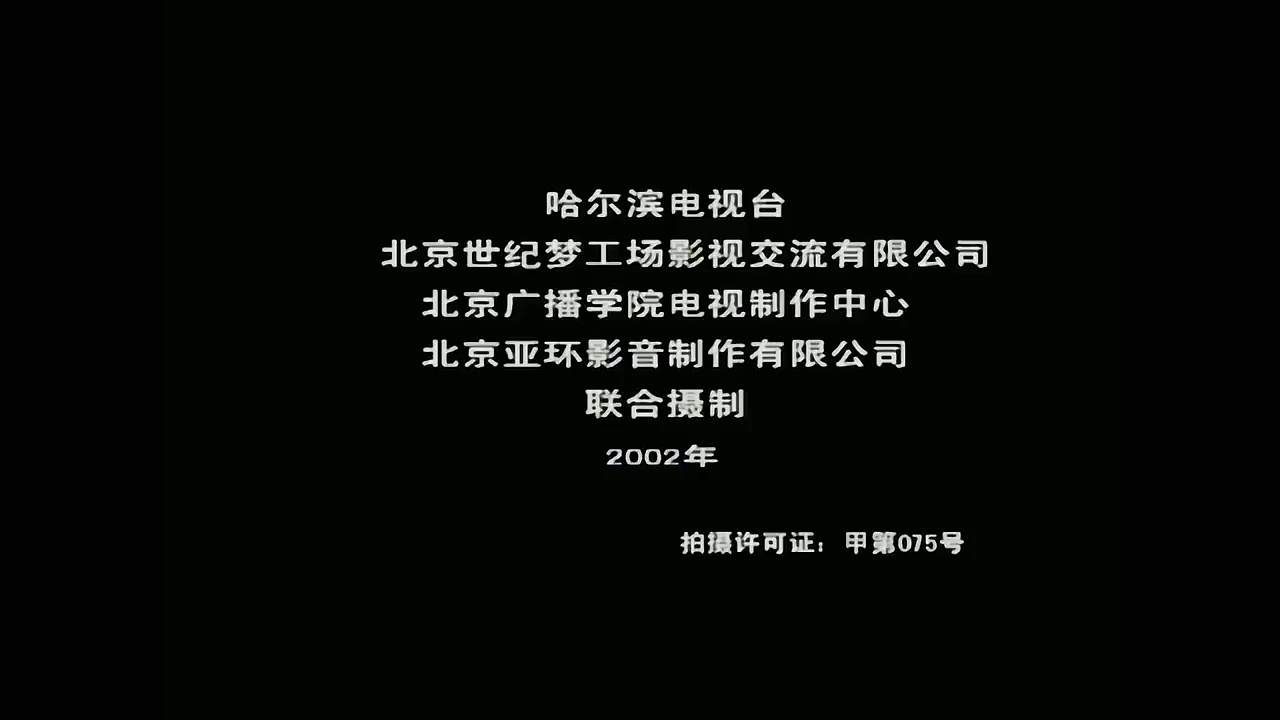 哈尔滨电视台
北京世纪梦工场影视交流有限公司
北京广播学院电视制作中心
北京亚环影音制作有限公司
联合摄制
2002年
拍摄许可证：甲第075号